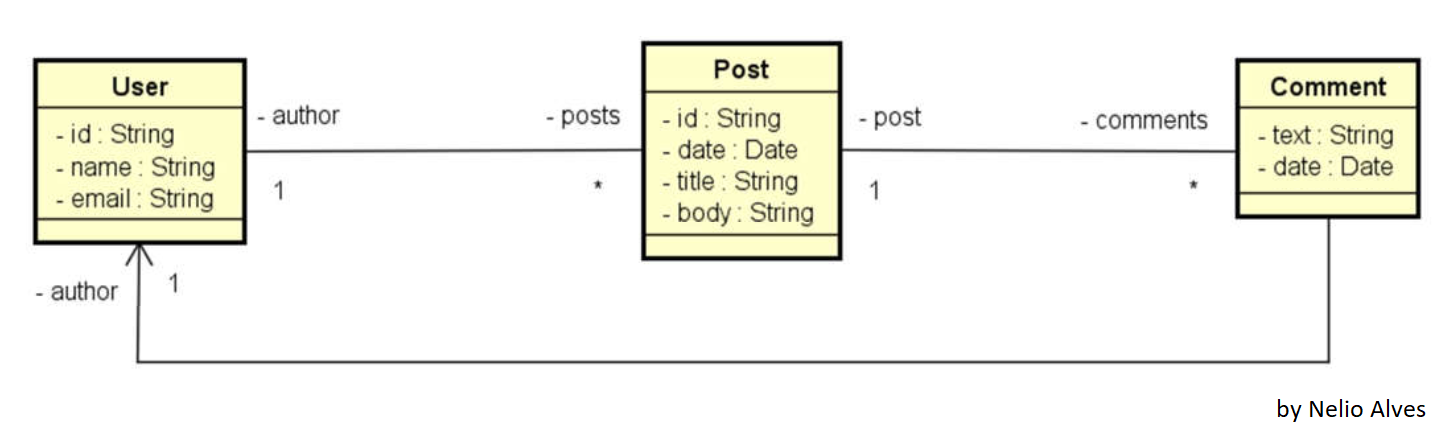 User
- id : String
- name : String
- email : String
- author
1
- posts
*
Post
- id : String
- date : Date
- title : String
- body : String
- post
1
- comments
*
Comment
- text : String
- date : Date
- author
1
by Nelio Alves